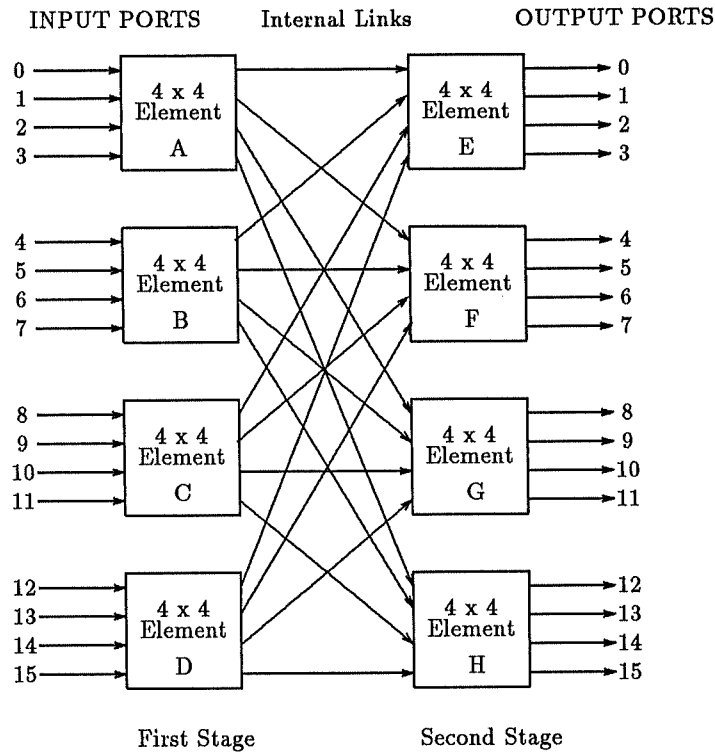 INPUT PORTS Internal Links OUTPUT PORTS
0
1
2
3
4 x 4
Element
A
4 x 4
Element
E
0
1
2
3
4
5
6
7
4 x 4
Element
B
4 x 4
Element
F
4
5
6
7
8
9
10
11
4 x 4
Element
C
4 x 4
Element
G
8
9
10
11
12
13
14
15
4 x 4
Element
D
4 x 4
Element
H
12
13
14
15
First Stage Second Stage